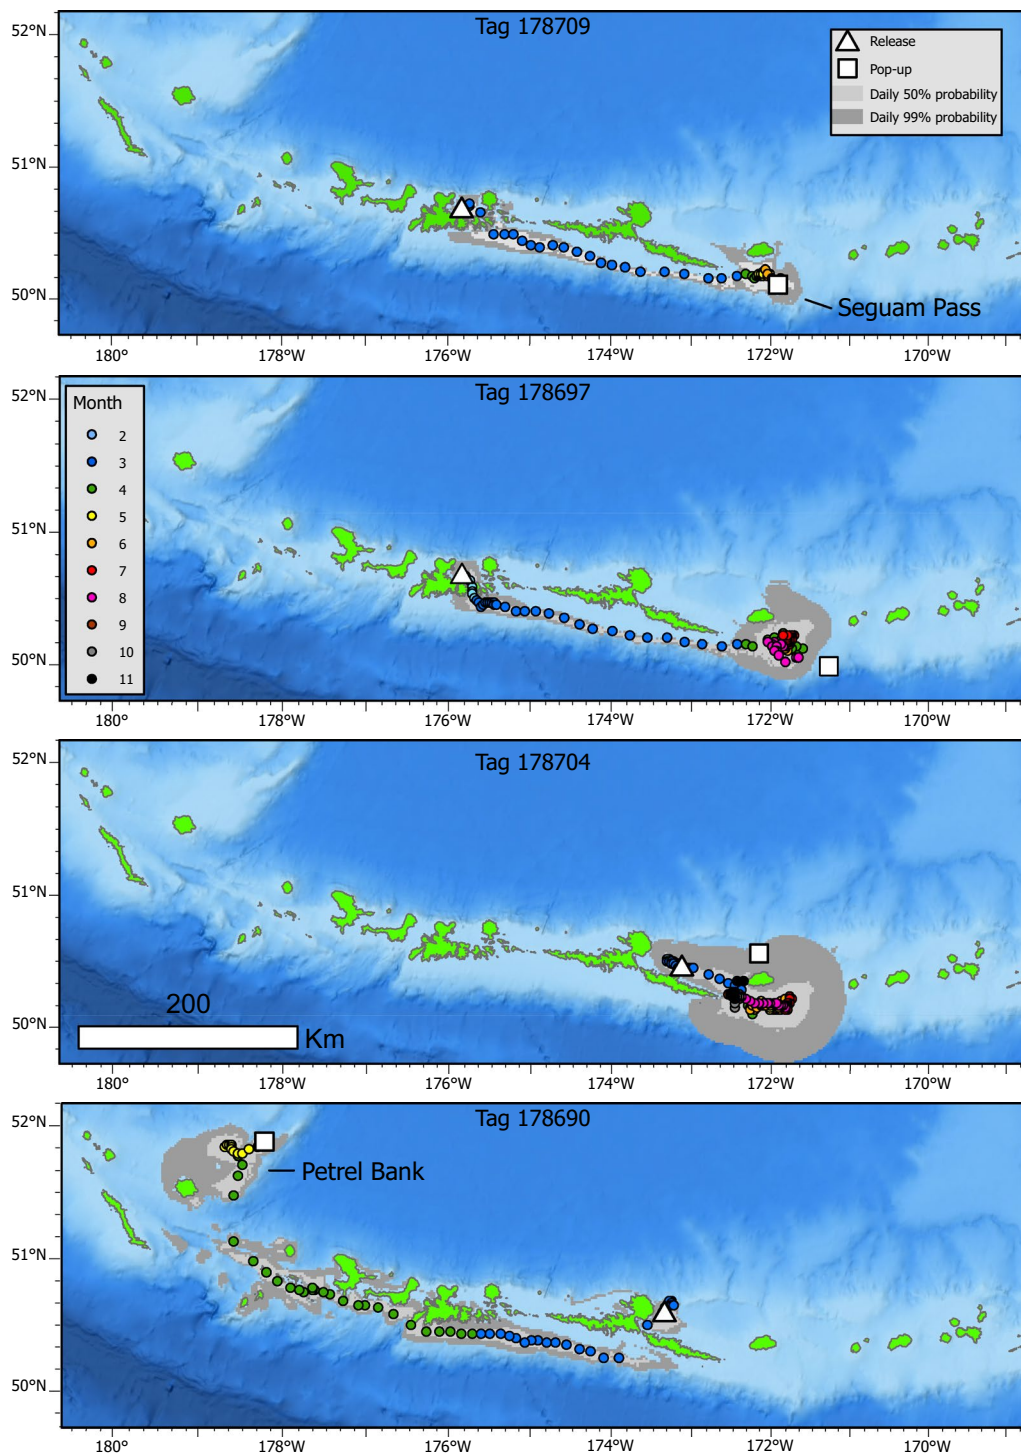 Tag 178709
Release
Pop-up
Daily 50% probability
Daily 99% probability
52°N
51°N
50°N
Seguam Pass
180° 178°W 176°W 174°W 172°W 170°W
Tag 178697
Month
2
3
4
5
6
7
8
9
10
11
52°N
51°N
50°N
180° 178°W 176°W 174°W 172°W 170°W
Tag 178704
52°N
51°N
50°N
200
Km
180° 178°W 176°W 174°W 172°W 170°W
Tag 178690
52°N
Petrel Bank
51°N
50°N
180° 178°W 176°W 174°W 172°W 170°W